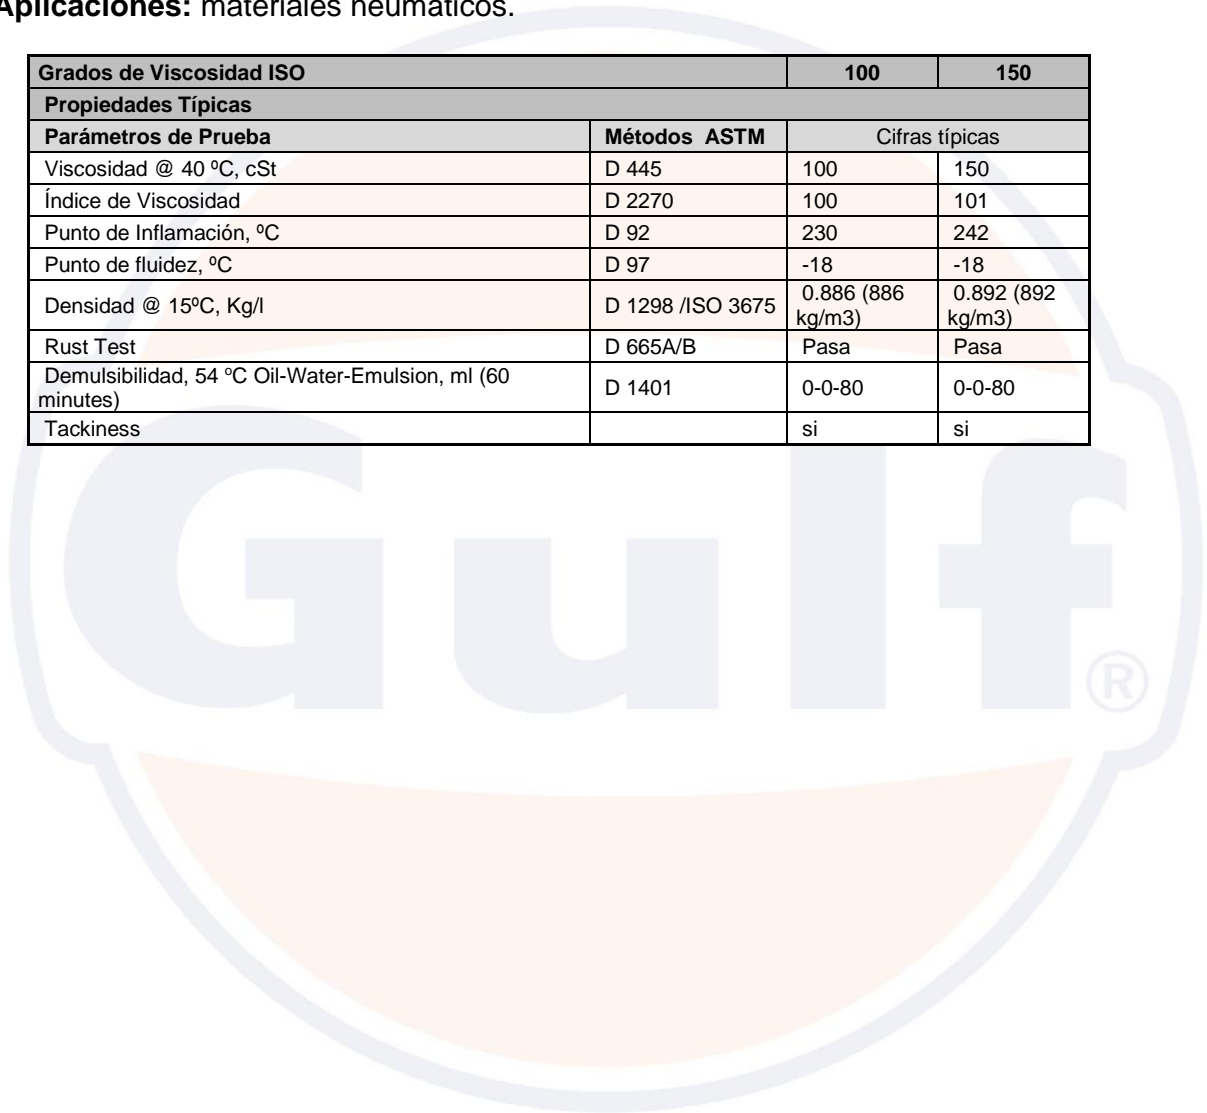 Aplicaciones: materiales neumáticos.
Grados de Viscosidad ISO 100 150
Propiedades Típicas
Parámetros de Prueba Métodos ASTM Cifras típicas
Viscosidad @ 40 ºC, cSt D 445 100 150
Índice de Viscosidad D 2270 100 101
Punto de Inflamación, ºC D 92 230 242
Punto de fluidez, ºC D 97 -18 -18
Densidad @ 15ºC, Kg/l D 1298 /ISO 3675 0.886 (886 kg/m3) 0.892 (892 kg/m3)
Rust Test D 665A/B Pasa Pasa
Demulsibilidad, 54 ºC Oil-Water-Emulsion, ml (60 minutes) D 1401 0-0-80 0-0-80
Tackiness si si
Gulf
®